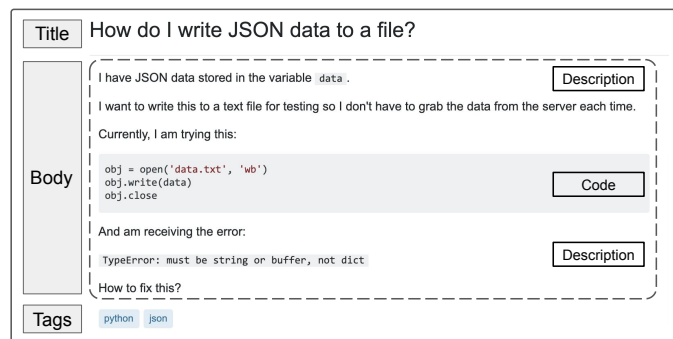 Title How do I write JSON data to a file?
I have JSON data stored in the variable data. Description
I want to write this to a text file for testing so I don't have to grab the data from the server each time.
Currently, I am trying this:
obj = open('data.txt', 'wb')
Body obj.write(data) Code
obj.close
And am receiving the error:
TypeError: must be string or buffer, not dict Description
How to fix this?
Tags python json